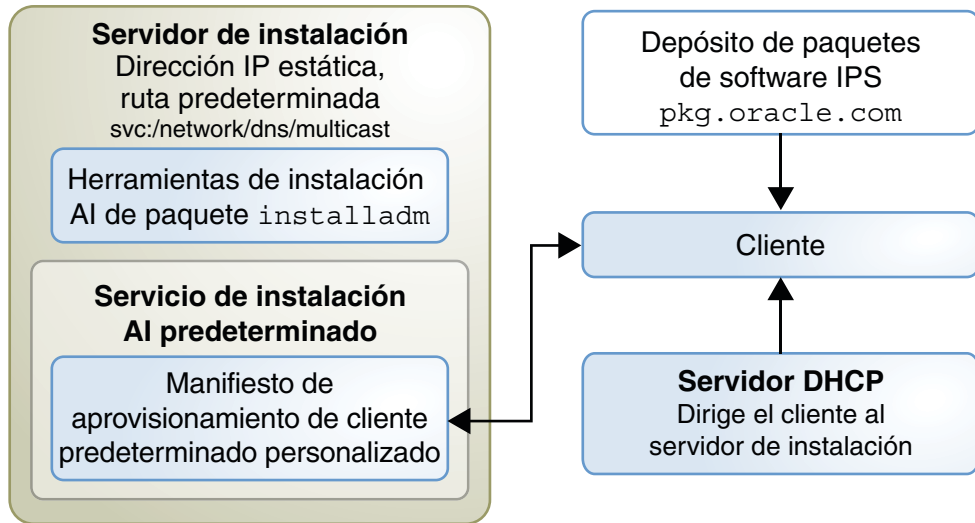 Servidor de instalación
Dirección IP estática,
ruta predeterminada
svc:/network/dns/multicast
Herramientas de instalación
AI de paquete installadm
Servicio de instalación
AI predeterminado
Manifiesto de
aprovisionamiento de cliente
predeterminado personalizado
Depósito de paquetes
de software IPS
pkg.oracle.com
Cliente
Servidor DHCP
Dirige el cliente al
servidor de instalación